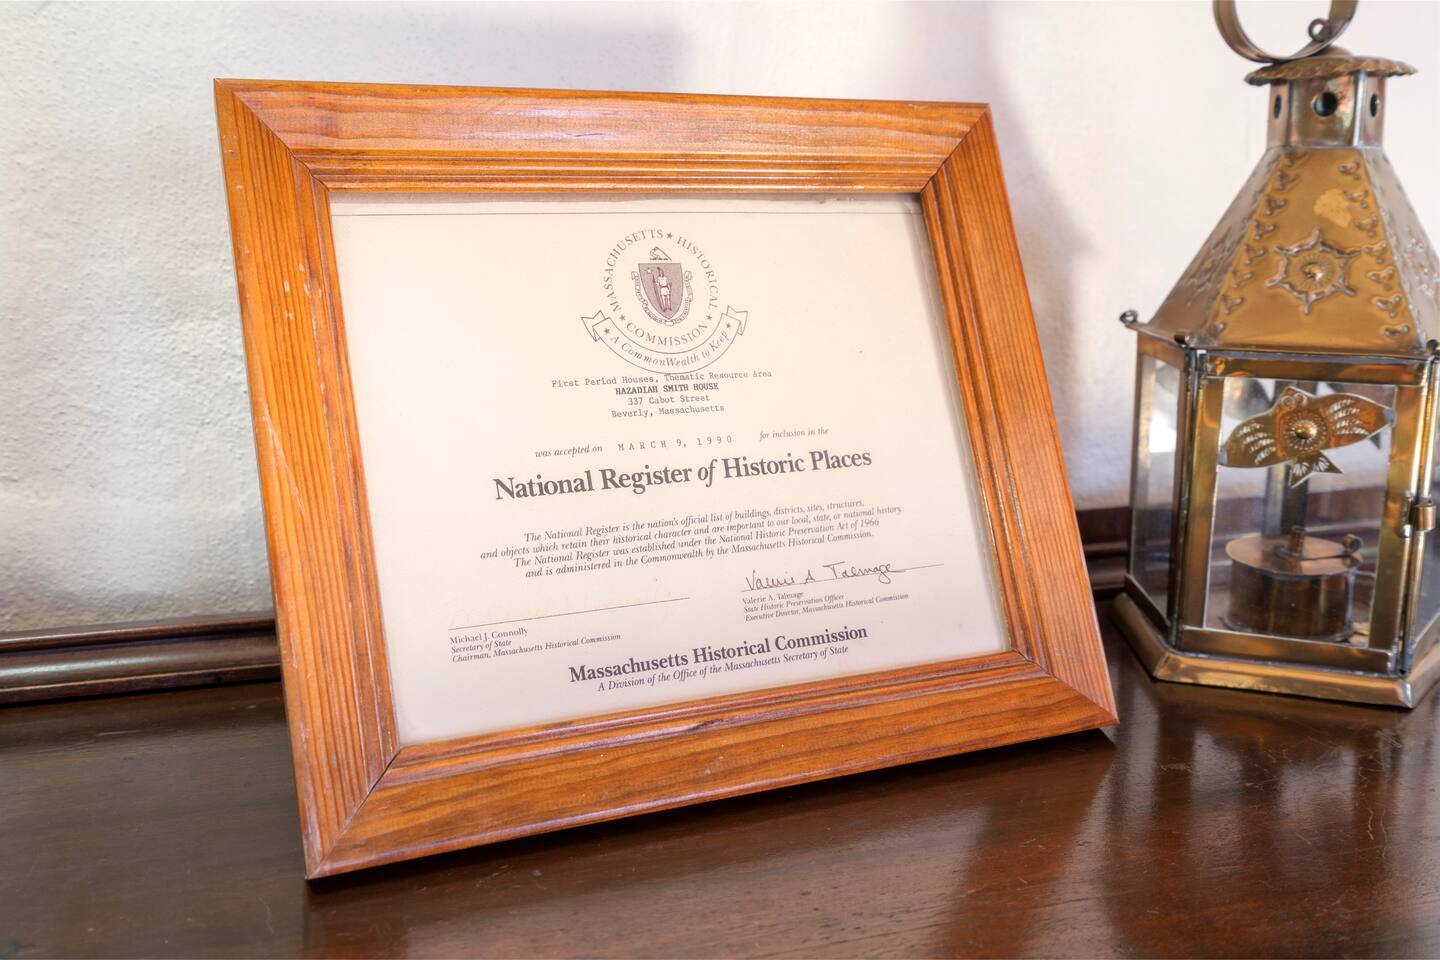 MASSACHUSETTS ★ HISTORICAL ★ COMMISSION ★
★ A CommonWealth to Keep ★
First Period Houses, Thematic Resource Area
HAZADIAH SMITH HOUSE
337 Cabot Street
Beverly, Massachusetts
was accepted on MARCH 9, 1990 for inclusion in the
National Register of Historic Places
The National Register is the nation's official list of buildings, districts, sites, structures,
and objects which retain their historical character and are important to our local, state, or national history.
The National Register was established under the National Historic Preservation Act of 1966
and is administered in the Commonwealth by the Massachusetts Historical Commission.
Valerie A Talmage
Michael J. Connolly
Secretary of State
Chairman, Massachusetts Historical Commission
Valerie A. Talmage
State Historic Preservation Officer
Executive Director, Massachusetts Historical Commission
Massachusetts Historical Commission
A Division of the Office of the Massachusetts Secretary of State